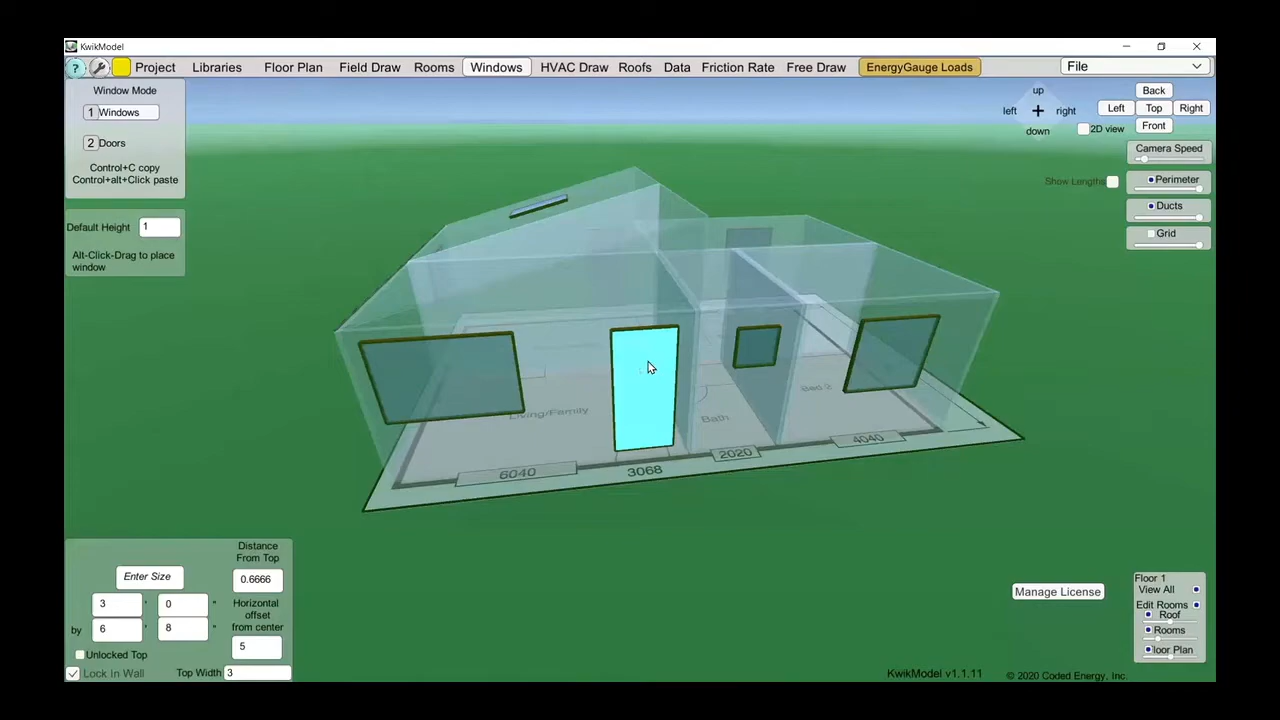 KwikModel
? Project Libraries Floor Plan Field Draw Rooms Windows HVAC Draw Roofs Data Friction Rate Free Draw EnergyGauge Loads File
Window Mode
1 Windows
2 Doors
Control+C copy
Control+alt+Click paste
Default Height 1
Alt-Click-Drag to place
window
up
left right
down
2D view
Back
Left Top Right
Front
Camera Speed
Show Lengths
Perimeter
Ducts
Grid
Living/Family
Bath
Bed 2
6040
3068
2020
4040
Distance
From Top
Enter Size
0.6666
3 ' 0 "
Horizontal
offset
from center
by 6 ' 8 "
5
Unlocked Top
Lock In Wall
Top Width 3
Manage License
Floor 1
View All
Edit Rooms
Roof
Rooms
Floor Plan
KwikModel v1.1.11
© 2020 Coded Energy, Inc.